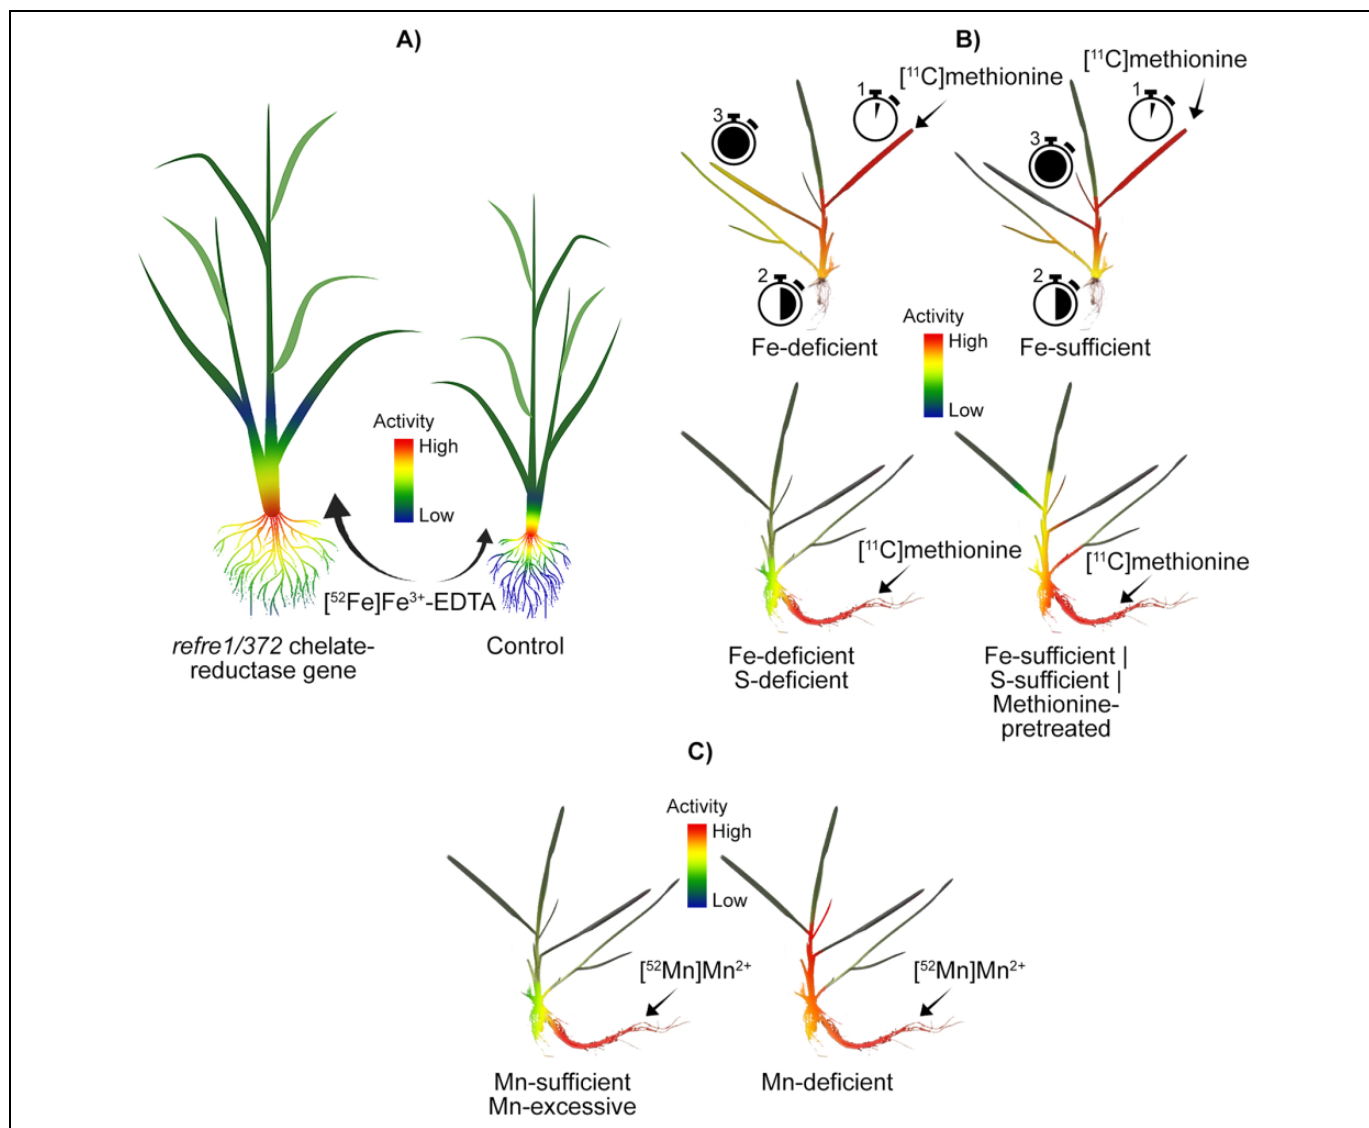 A)
Activity
High
Low
[⁵²Fe]Fe³⁺-EDTA
refre1/372 chelate-
reductase gene
Control
B)
[¹¹C]methionine
1
3
2
Fe-deficient
[¹¹C]methionine
1
3
2
Fe-sufficient
Activity
High
Low
[¹¹C]methionine
Fe-deficient
S-deficient
[¹¹C]methionine
Fe-sufficient |
S-sufficient |
Methionine-
pretreated
C)
Activity
High
Low
[⁵²Mn]Mn²⁺
Mn-sufficient
Mn-excessive
[⁵²Mn]Mn²⁺
Mn-deficient